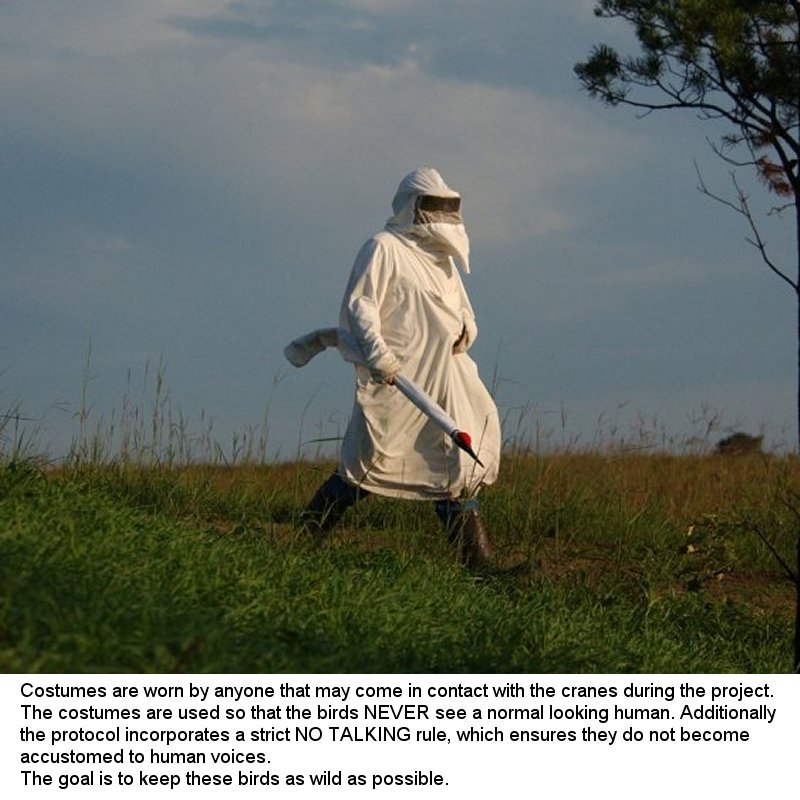 Costumes are worn by anyone that may come in contact with the cranes during the project.
The costumes are used so that the birds NEVER see a normal looking human. Additionally
the protocol incorporates a strict NO TALKING rule, which ensures they do not become
accustomed to human voices.
The goal is to keep these birds as wild as possible.